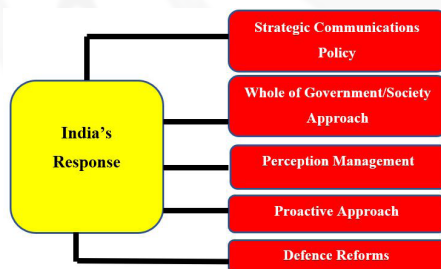 Strategic Communications
Policy
Whole of Government/Society
Approach
India's
Response
Perception Management
Proactive Approach
Defence Reforms